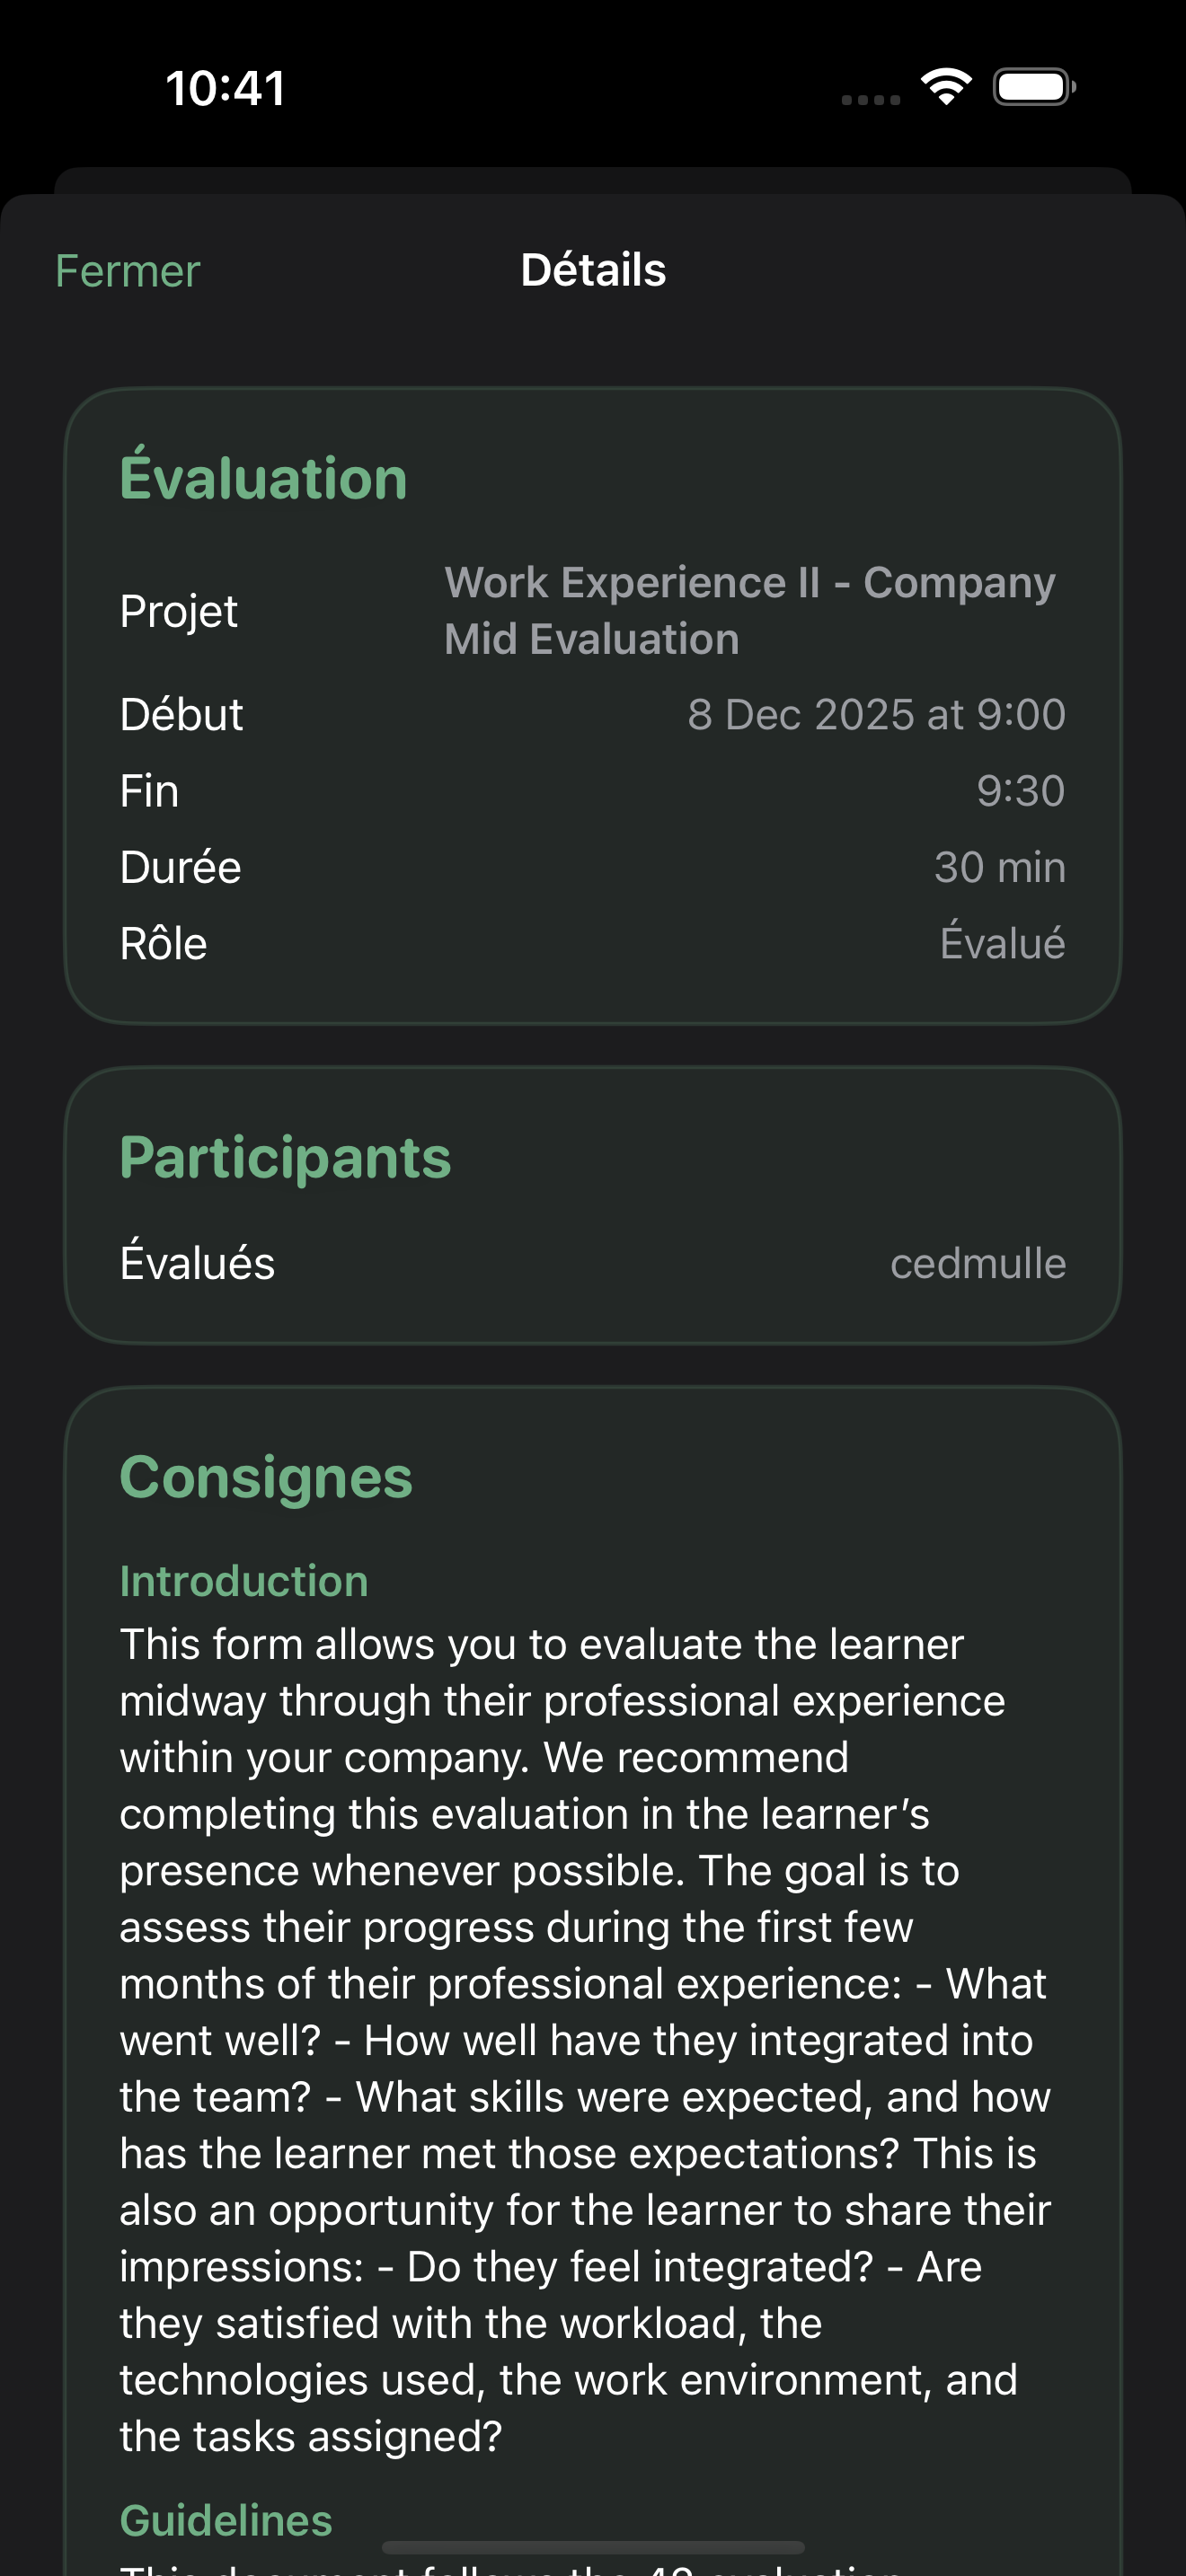 10:41
Fermer
Détails
Évaluation
Projet
Work Experience II - Company
Mid Evaluation
Début
8 Dec 2025 at 9:00
Fin
9:30
Durée
30 min
Rôle
Évalué
Participants
Évalués
cedmulle
Consignes
Introduction
This form allows you to evaluate the learner
midway through their professional experience
within your company. We recommend
completing this evaluation in the learner’s
presence whenever possible. The goal is to
assess their progress during the first few
months of their professional experience: - What
went well? - How well have they integrated into
the team? - What skills were expected, and how
has the learner met those expectations? This is
also an opportunity for the learner to share their
impressions: - Do they feel integrated? - Are
they satisfied with the workload, the
technologies used, the work environment, and
the tasks assigned?
Guidelines
This document follows the 42 evaluation